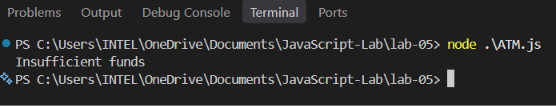 Problems Output Debug Console Terminal Ports
PS C:\Users\INTEL\OneDrive\Documents\JavaScript-Lab\lab-05> node .\ATM.js
Insufficient funds
PS C:\Users\INTEL\OneDrive\Documents\JavaScript-Lab\lab-05>